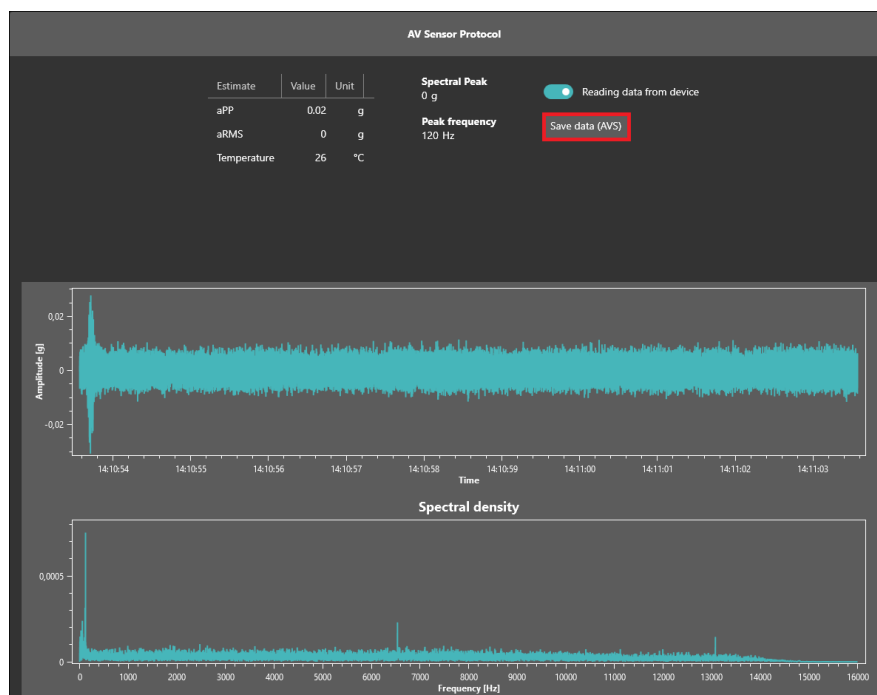 AV Sensor Protocol
Estimate Value Unit
aPP 0.02 g
aRMS 0 g
Temperature 26 °C
Spectral Peak
0 g
Peak frequency
120 Hz
Reading data from device
Save data (AVS)
Amplitude [g]
0,02
0
-0,02
14:10:54 14:10:55 14:10:56 14:10:57 14:10:58 14:10:59 14:11:00 14:11:01 14:11:02 14:11:03
Time
Spectral density
0,0005
0
0 1000 2000 3000 4000 5000 6000 7000 8000 9000 10000 11000 12000 13000 14000 15000 16000
Frequency [Hz]